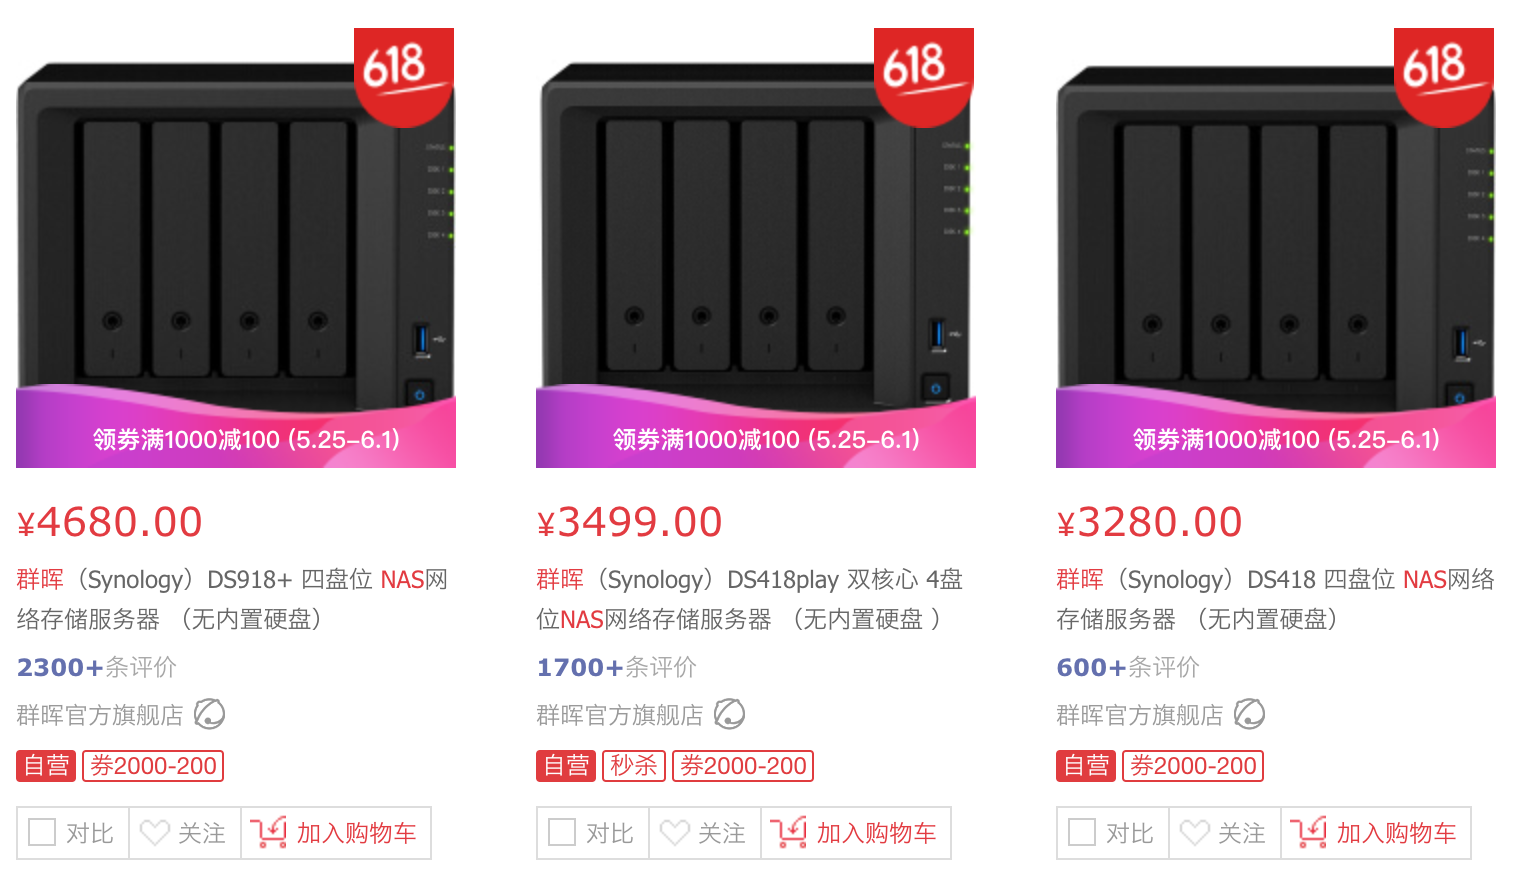 618
618
618
领券满1000减100 (5.25-6.1)
领券满1000减100 (5.25-6.1)
领券满1000减100 (5.25-6.1)
¥4680.00
群晖（Synology）DS918+ 四盘位 NAS网
络存储服务器 （无内置硬盘）
2300+条评价
群晖官方旗舰店
自营 券2000-200
对比 关注 加入购物车
¥3499.00
群晖（Synology）DS418play 双核心 4盘
位NAS网络存储服务器 （无内置硬盘 ）
1700+条评价
群晖官方旗舰店
自营 秒杀 券2000-200
对比 关注 加入购物车
¥3280.00
群晖（Synology）DS418 四盘位 NAS网络
存储服务器 （无内置硬盘）
600+条评价
群晖官方旗舰店
自营 券2000-200
对比 关注 加入购物车